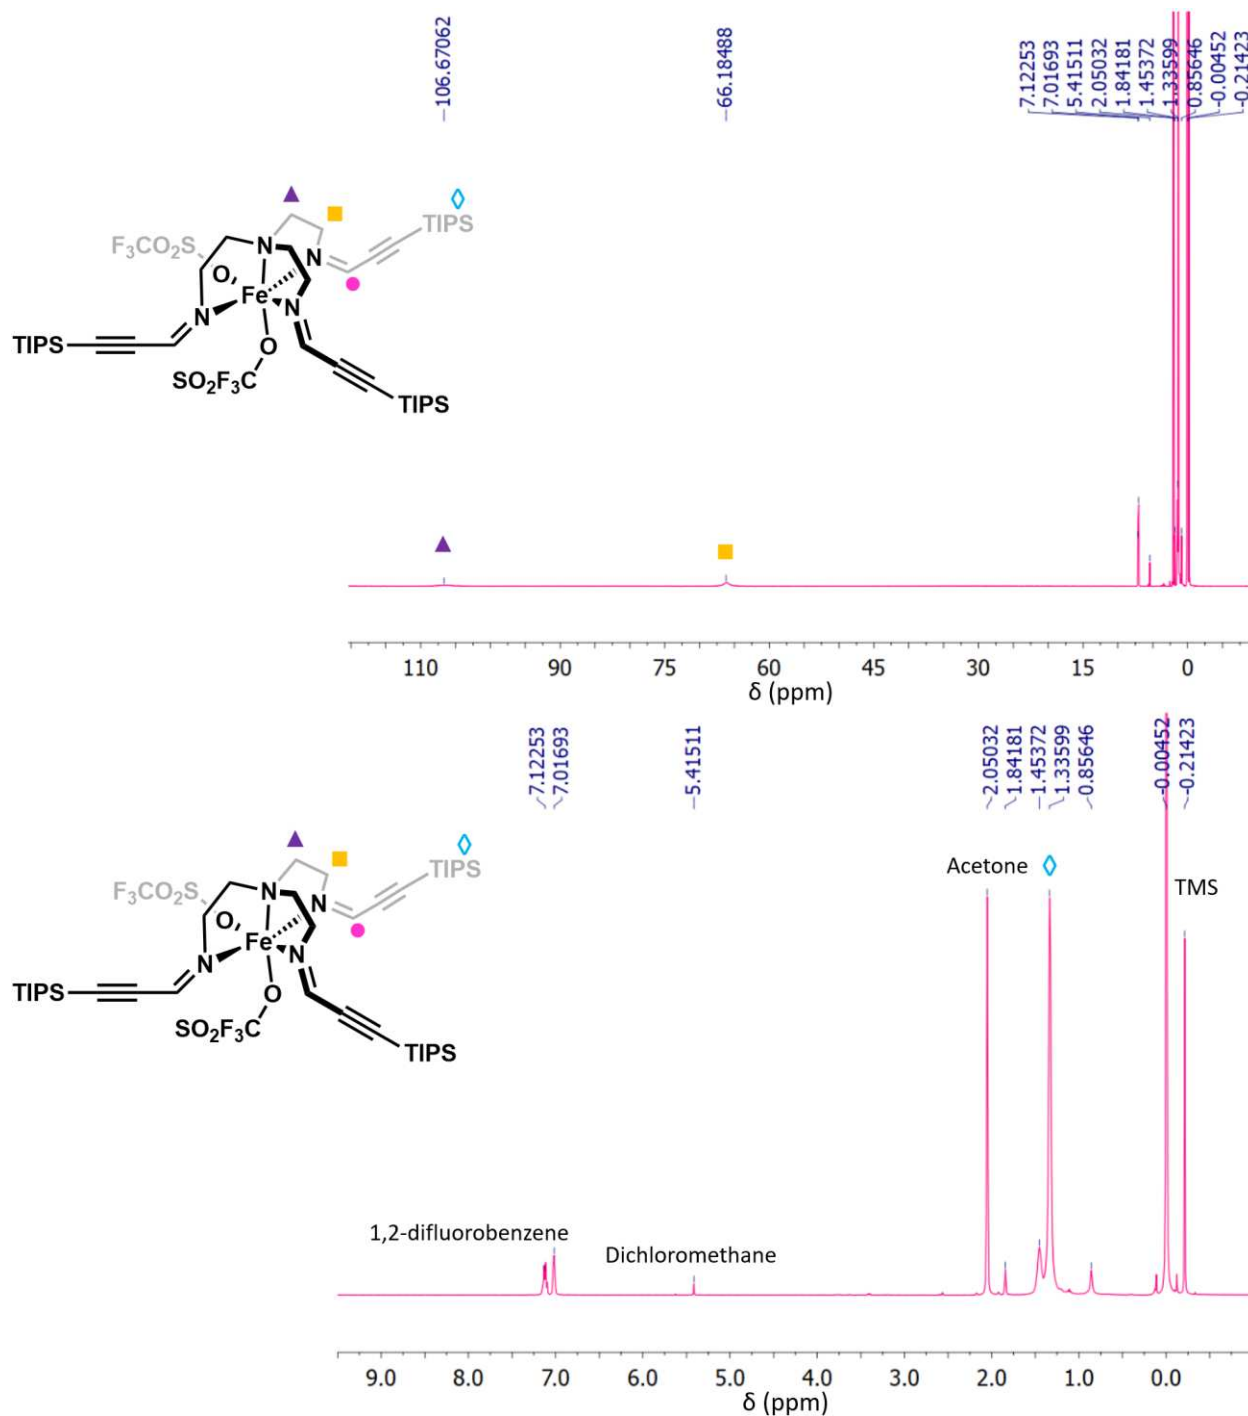 106.67062
66.18488
7.12253
7.01693
5.41511
2.05032
1.84181
1.45372
1.33599
0.85646
-0.00452
-0.21423
TIPS
F₃CO₂S
N
N
O
Fe
N
N
TIPS
O
SO₂F₃C
TIPS
110 90 75 60 45 30 15 0
δ (ppm)
7.12253
7.01693
5.41511
2.05032
1.84181
1.45372
1.33599
0.85646
-0.00452
-0.21423
TIPS
F₃CO₂S
N
N
O
Fe
N
N
TIPS
O
SO₂F₃C
TIPS
Acetone
TMS
1,2-difluorobenzene
Dichloromethane
9.0 8.0 7.0 6.0 5.0 4.0 3.0 2.0 1.0 0.0
δ (ppm)